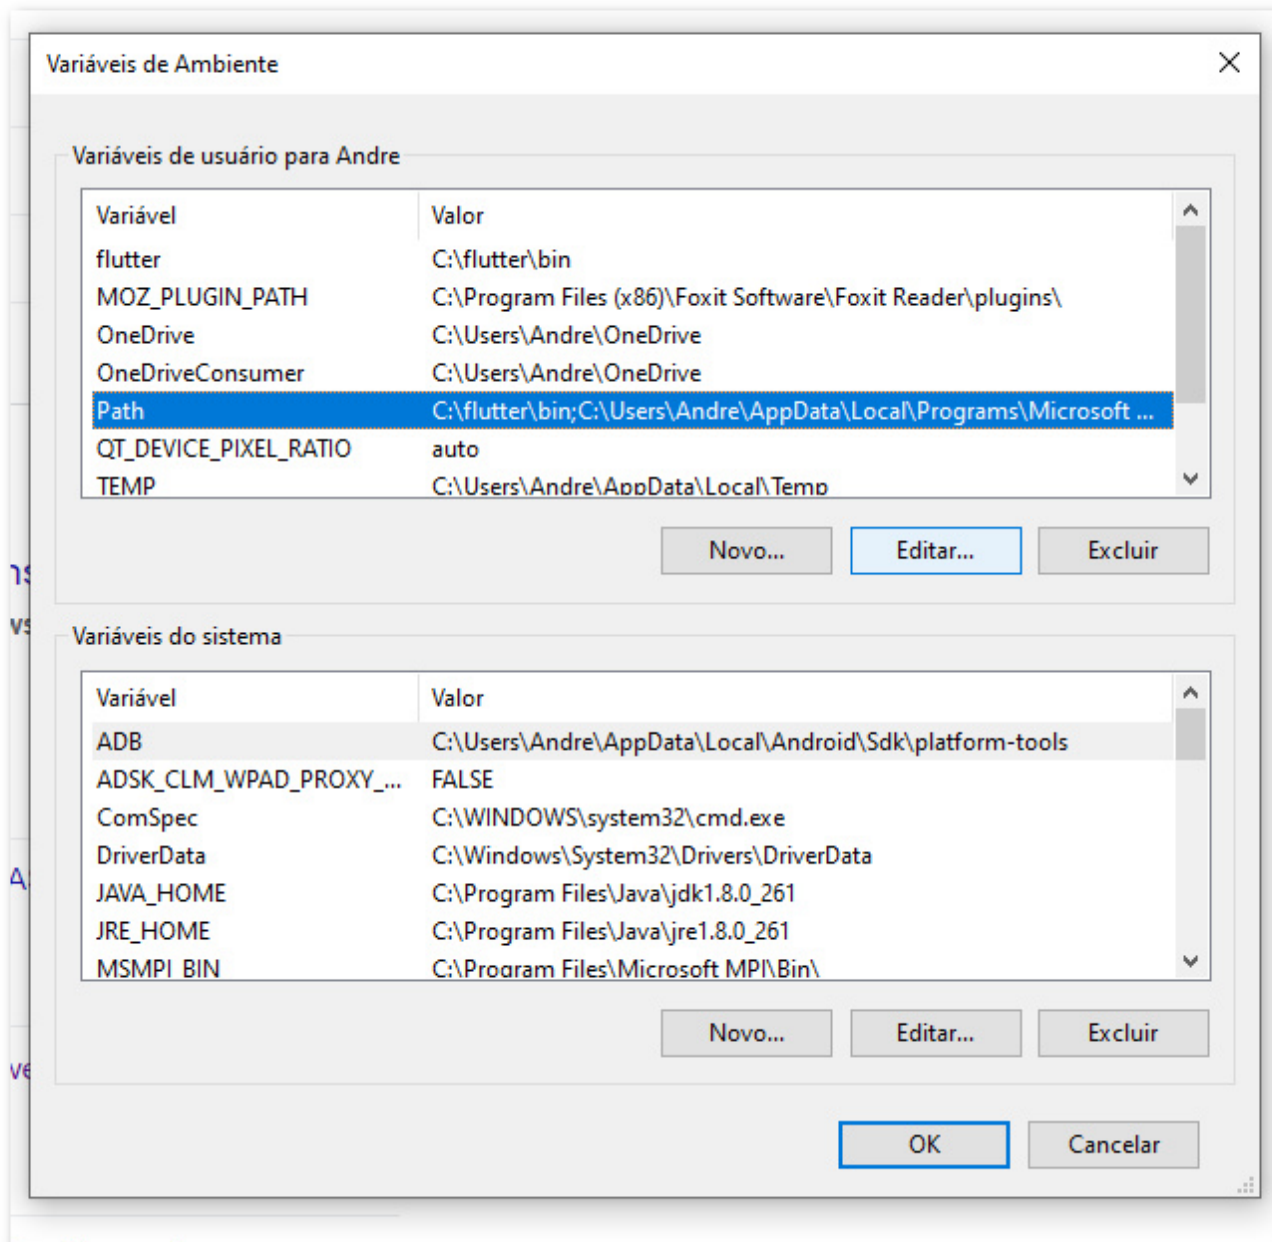 Variáveis de Ambiente
Variáveis de usuário para Andre
Variável Valor
flutter C:\flutter\bin
MOZ_PLUGIN_PATH C:\Program Files (x86)\Foxit Software\Foxit Reader\plugins\
OneDrive C:\Users\Andre\OneDrive
OneDriveConsumer C:\Users\Andre\OneDrive
Path C:\flutter\bin;C:\Users\Andre\AppData\Local\Programs\Microsoft ...
QT_DEVICE_PIXEL_RATIO auto
TEMP C:\Users\Andre\AppData\Local\Temp
Novo... Editar... Excluir
Variáveis do sistema
Variável Valor
ADB C:\Users\Andre\AppData\Local\Android\Sdk\platform-tools
ADSK_CLM_WPAD_PROXY_... FALSE
ComSpec C:\WINDOWS\system32\cmd.exe
DriverData C:\Windows\System32\Drivers\DriverData
JAVA_HOME C:\Program Files\Java\jdk1.8.0_261
JRE_HOME C:\Program Files\Java\jre1.8.0_261
MSMPI_BIN C:\Program Files\Microsoft MPI\Bin\
Novo... Editar... Excluir
OK Cancelar